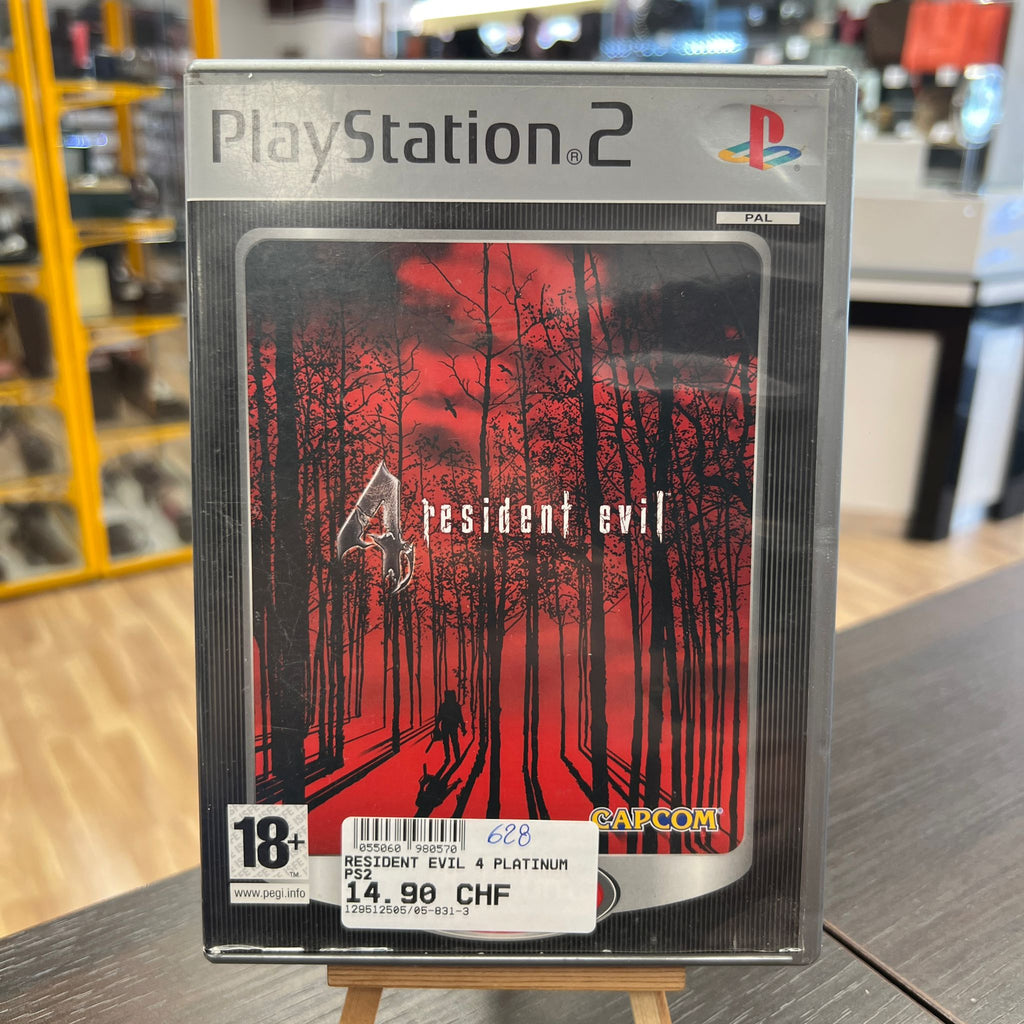 PlayStation®2
PAL
4 resident evil
CAPCOM®
18+
TM
www.pegi.info
055060 980570
628
RESIDENT EVIL 4 PLATINUM
PS2
14.90 CHF
129512505/05-831-3